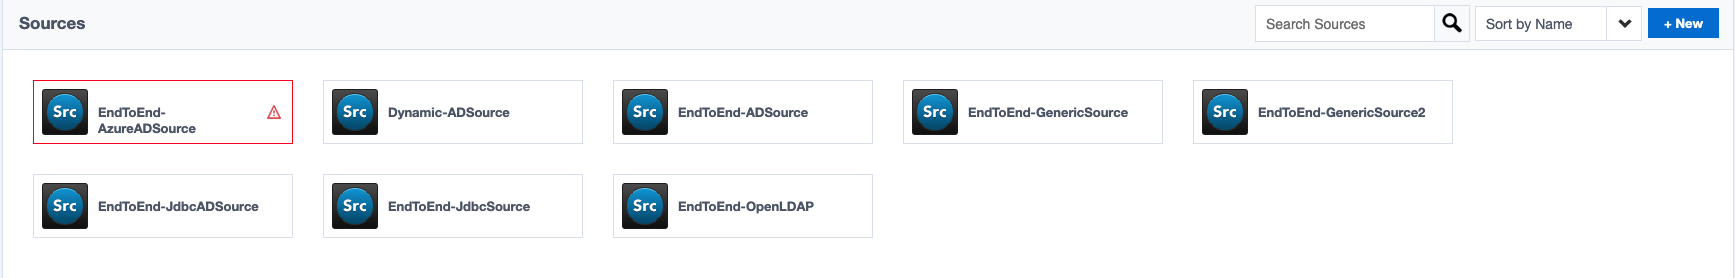 Sources
Search Sources
Sort by Name
+ New
Src
EndToEnd-
AzureADSource
Src
Dynamic-ADSource
Src
EndToEnd-ADSource
Src
EndToEnd-GenericSource
Src
EndToEnd-GenericSource2
Src
EndToEnd-JdbcADSource
Src
EndToEnd-JdbcSource
Src
EndToEnd-OpenLDAP